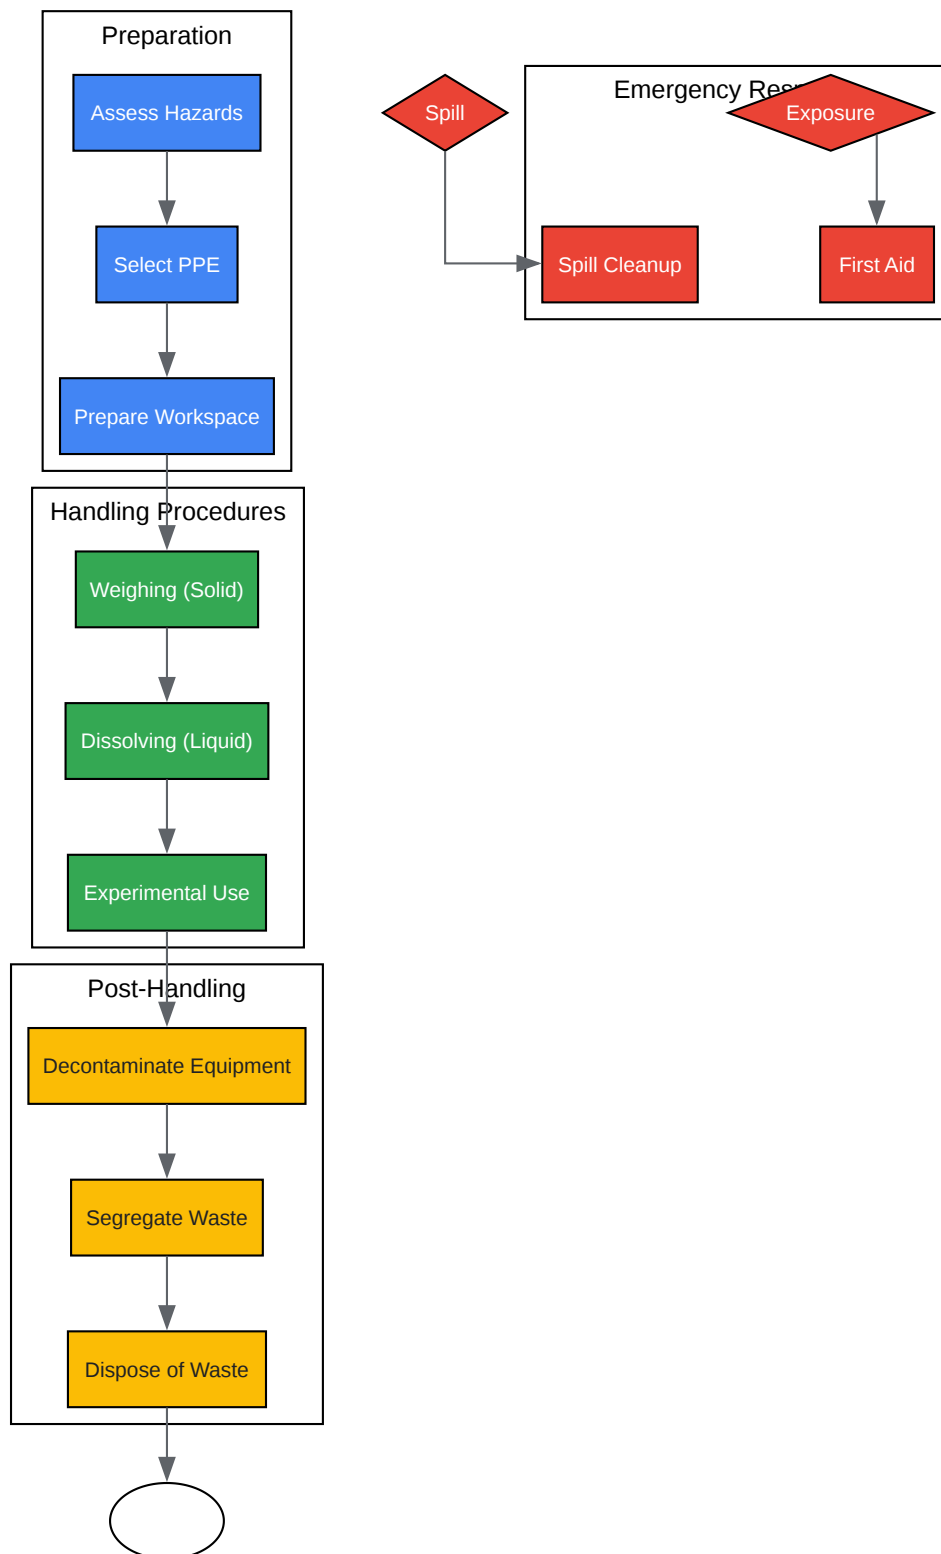 Preparation
Assess Hazards
Select PPE
Prepare Workspace
Handling Procedures
Weighing (Solid)
Dissolving (Liquid)
Experimental Use
Post-Handling
Decontaminate Equipment
Segregate Waste
Dispose of Waste
Spill
Emergency
Exposure
Spill Cleanup
First Aid